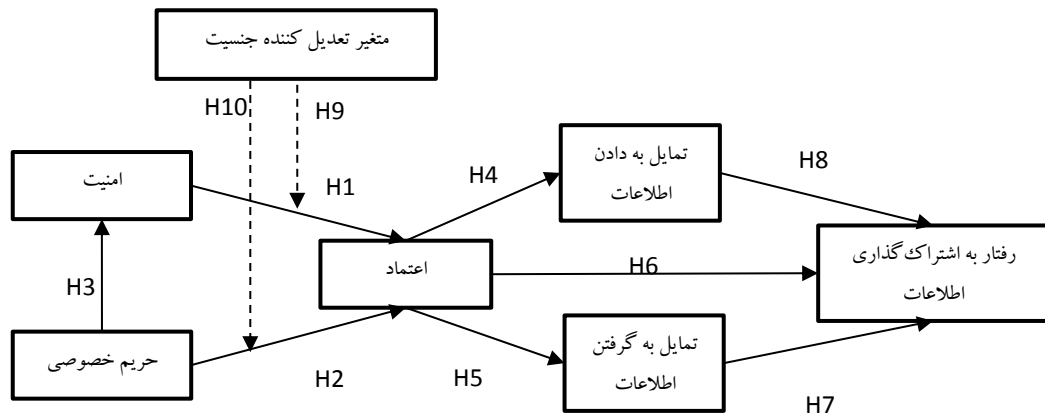 متغیر تعدیل کننده جنسیت
H10
H9
امنیت
H1
H4
تمایل به دادن
اطلاعات
H8
H3
اعتماد
H6
رفتار به اشتراک‌گذاری
اطلاعات
حریم خصوصی
H2
H5
تمایل به گرفتن
اطلاعات
H7